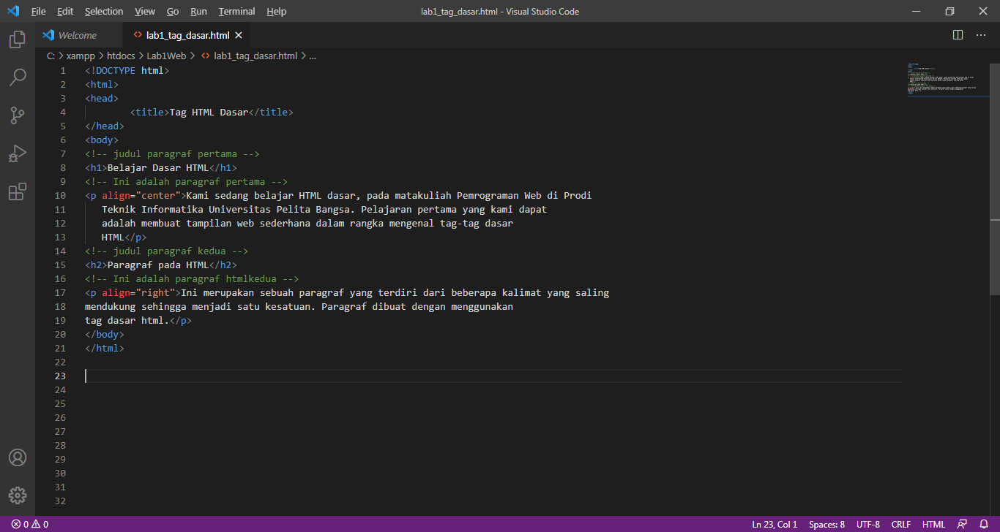 File Edit Selection View Go Run Terminal Help lab1_tag_dasar.html - Visual Studio Code
Welcome <> lab1_tag_dasar.html
C: > xampp > htdocs > Lab1Web > <> lab1_tag_dasar.html > ...
1 <!DOCTYPE html>
2 <html>
3 <head>
4 <title>Tag HTML Dasar</title>
5 </head>
6 <body>
7 <!-- judul paragraf pertama -->
8 <h1>Belajar Dasar HTML</h1>
9 <!-- Ini adalah paragraf pertama -->
10 <p align="center">Kami sedang belajar HTML dasar, pada matakuliah Pemrograman Web di Prodi
11 Teknik Informatika Universitas Pelita Bangsa. Pelajaran pertama yang kami dapat
12 adalah membuat tampilan web sederhana dalam rangka mengenal tag-tag dasar
13 HTML</p>
14 <!-- judul paragraf kedua -->
15 <h2>Paragraf pada HTML</h2>
16 <!-- Ini adalah paragraf htmlkedua -->
17 <p align="right">Ini merupakan sebuah paragraf yang terdiri dari beberapa kalimat yang saling
18 mendukung sehingga menjadi satu kesatuan. Paragraf dibuat dengan menggunakan
19 tag dasar html.</p>
20 </body>
21 </html>
22
23
24
25
26
27
28
29
30
31
32
0 0 Ln 23, Col 1 Spaces: 8 UTF-8 CRLF HTML